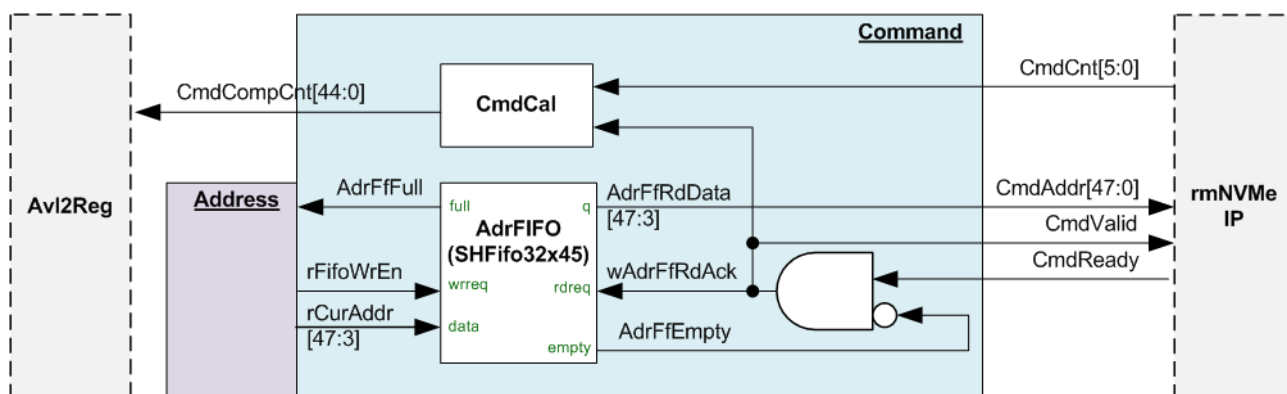 Command
CmdCnt[5:0]
CmdCompCnt[44:0]
CmdCal
Avl2Reg
Address
AdrFfFull
full
q
AdrFfRdData
[47:3]
CmdAddr[47:0]
rmNVMe
IP
AdrFIFO
(SHFifo32x45)
CmdValid
CmdReady
rFifoWrEn
wrreq
rdreq
wAdrFfRdAck
rCurAddr
[47:3]
data
empty
AdrFfEmpty